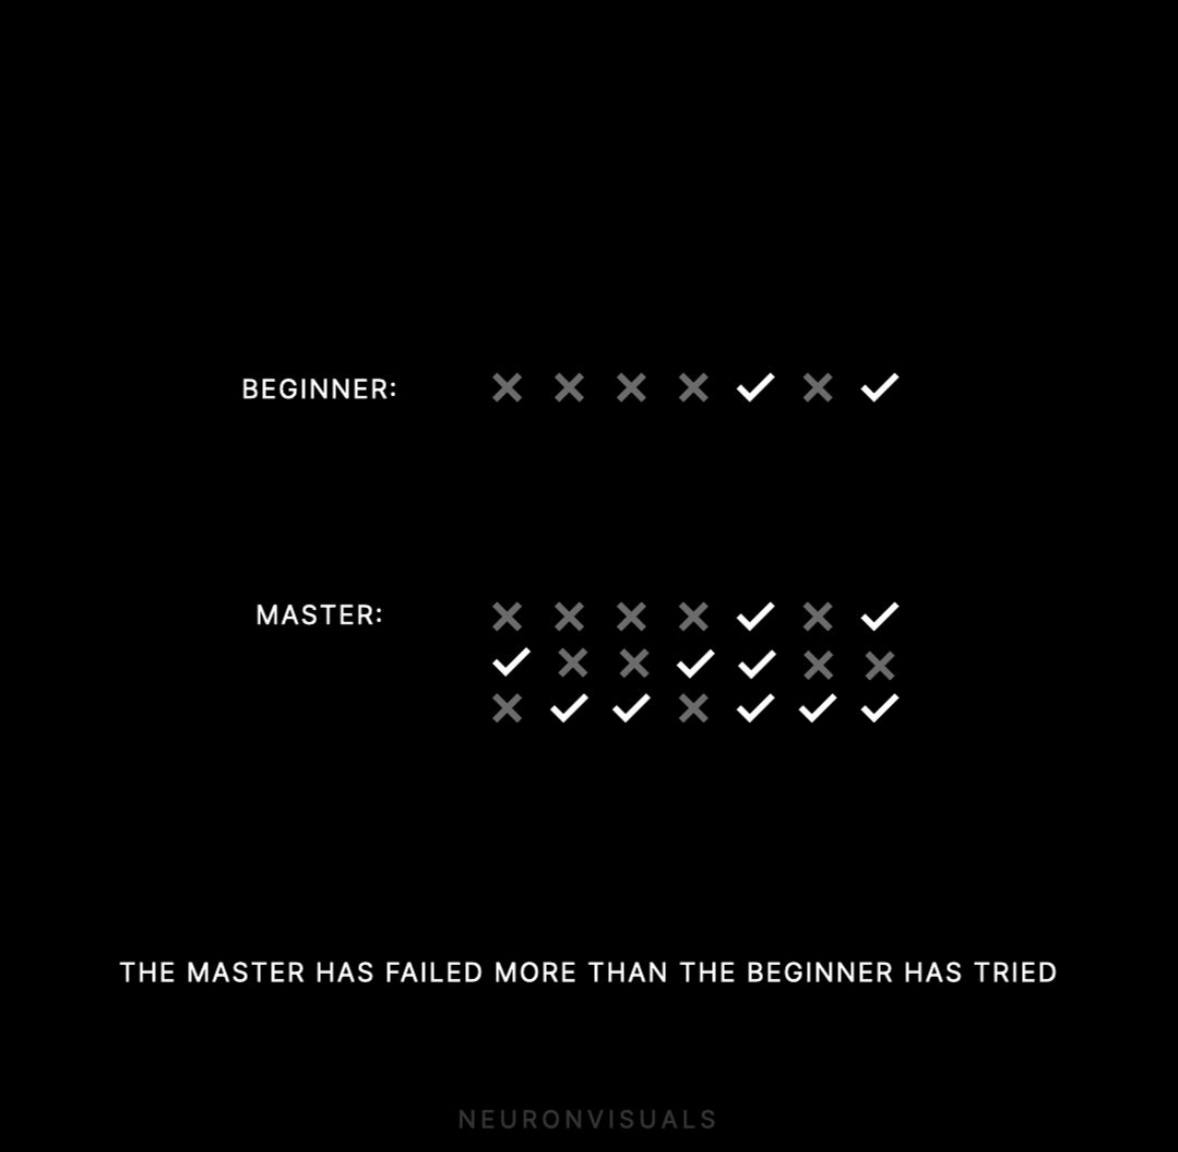 BEGINNER:
MASTER:
THE MASTER HAS FAILED MORE THAN THE BEGINNER HAS TRIED
NEURONVISUALS